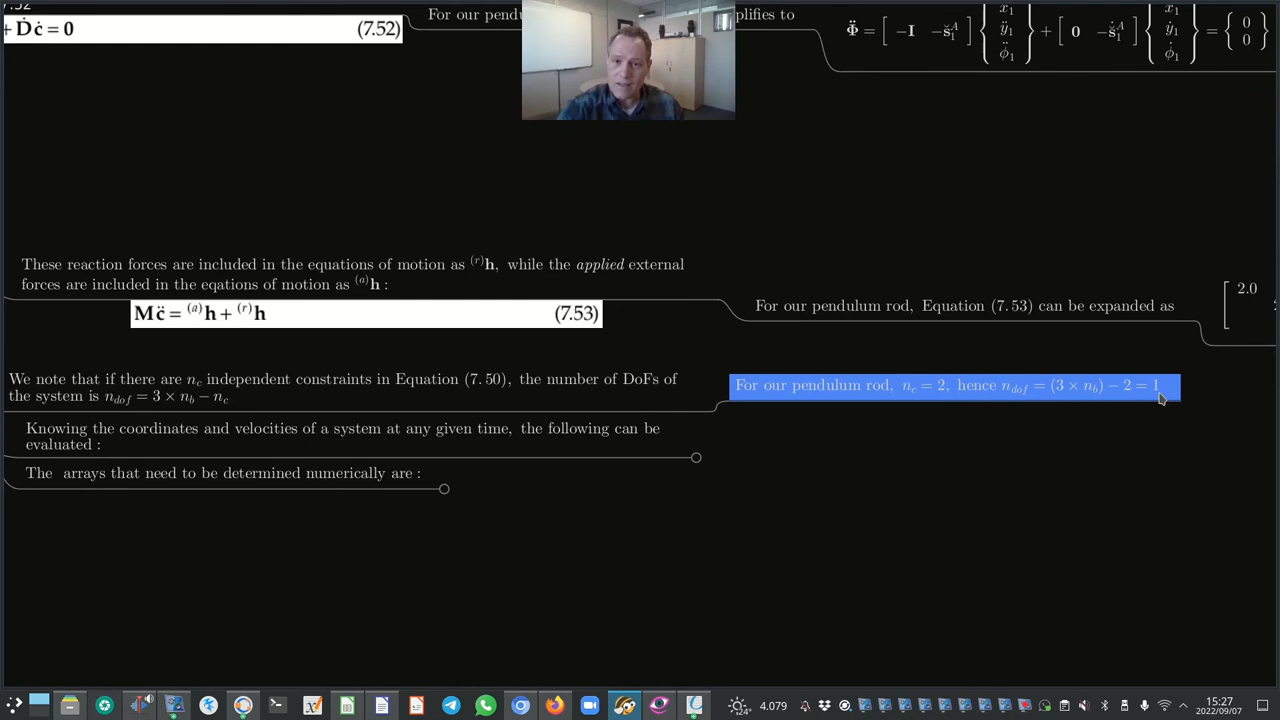 7.52
+ Ḋċ = 0 (7.52)
For our pendu
plifies to
Φ̈ = [ −I −s̆₁ᴬ ] { x₁ ÿ₁ φ̈₁ } + [ 0 −ṡ̆₁ᴬ ] { x₁ ẏ₁ φ̇₁ } = { 0 0 }
These reaction forces are included in the equations of motion as ⁽ʳ⁾h, while the applied external
forces are included in the eqations of motion as ⁽ᵃ⁾h :
Mc̈ = ⁽ᵃ⁾h + ⁽ʳ⁾h (7.53)
For our pendulum rod, Equation (7.53) can be expanded as
[ 2.0
We note that if there are n_c independent constraints in Equation (7.50), the number of DoFs of
the system is n_dof = 3 × n_b − n_c
For our pendulum rod, n_c = 2, hence n_dof = (3 × n_b) − 2 = 1
Knowing the coordinates and velocities of a system at any given time, the following can be
evaluated :
The arrays that need to be determined numerically are :
+24°
4.079
15:27
2022/09/07